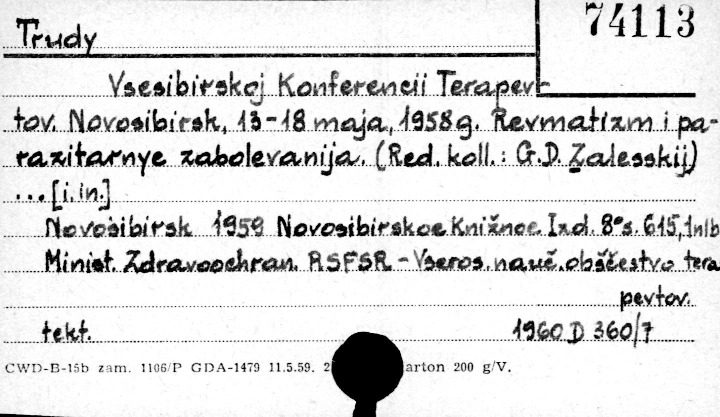 74113
Trudy
Vsesibirskoj Konferencii Terapev-
tov. Novosibirsk, 13-18 maja, 1958g. Revmatizm i pa-
razitarnye zabolevanija. (Red. koll.: G.D. Zalesskij)
...[i.in.]
Novosibirsk 1959 Novosibirskoe Knižnoe Izd. 8° s. 615, 1nlb
Minist. Zdravoochran. RSFSR - Vseros. nauč. obščestvo tera
pevtov.
tekt. 1960 D 360/7
CWD-B-15b zam. 1106/P GDA-1479 11.5.59. 2 arton 200 g/V.